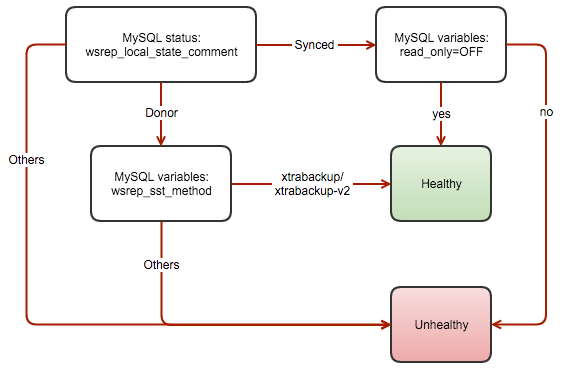 MySQL status:
wsrep_local_state_comment
Synced
MySQL variables:
read_only=OFF
Donor
yes
no
Others
MySQL variables:
wsrep_sst_method
xtrabackup/
xtrabackup-v2
Healthy
Others
Unhealthy